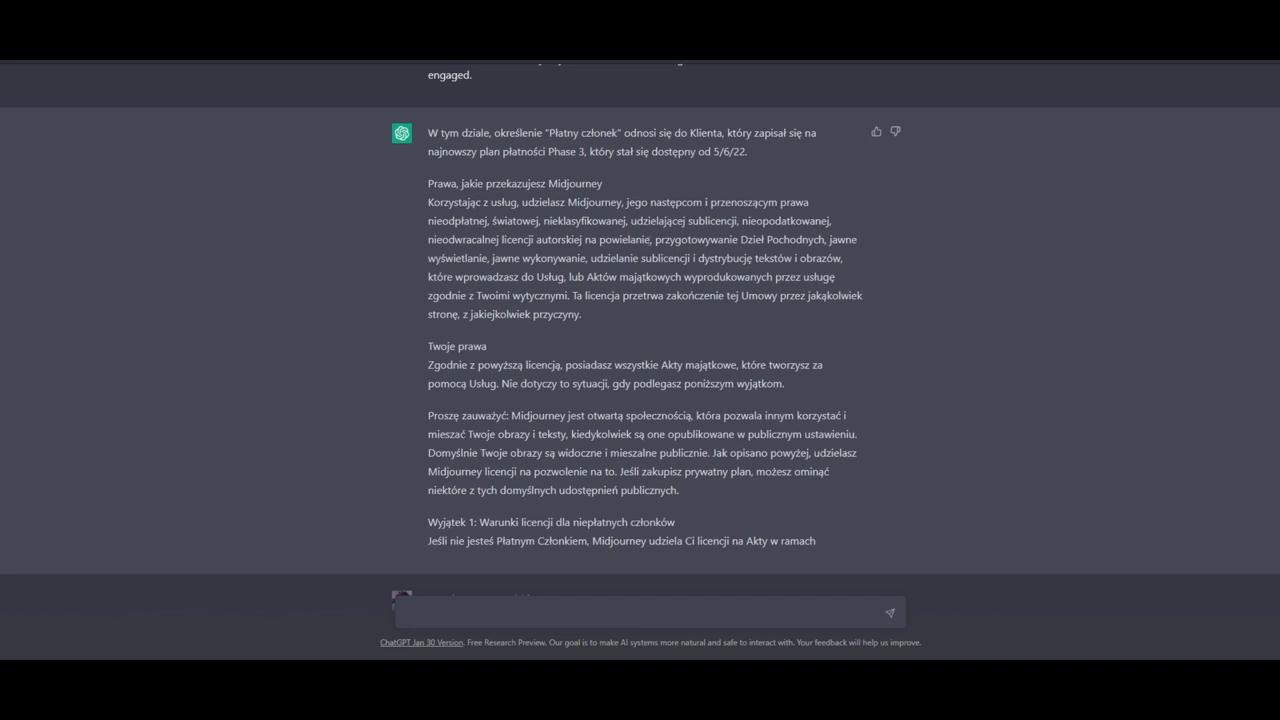 engaged.
W tym dziale, określenie "Płatny członek" odnosi się do Klienta, który zapisał się na
najnowszy plan płatności Phase 3, który stał się dostępny od 5/6/22.
Prawa, jakie przekazujesz Midjourney
Korzystając z usług, udzielasz Midjourney, jego następcom i przenoszącym prawa
nieodpłatnej, światowej, nieklasyfikowanej, udzielającej sublicencji, nieopodatkowanej,
nieodwracalnej licencji autorskiej na powielanie, przygotowywanie Dzieł Pochodnych, jawne
wyświetlanie, jawne wykonywanie, udzielanie sublicencji i dystrybucję tekstów i obrazów,
które wprowadzasz do Usług, lub Aktów majątkowych wyprodukowanych przez usługę
zgodnie z Twoimi wytycznymi. Ta licencja przetrwa zakończenie tej Umowy przez jakąkolwiek
stronę, z jakiejkolwiek przyczyny.
Twoje prawa
Zgodnie z powyższą licencją, posiadasz wszystkie Akty majątkowe, które tworzysz za
pomocą Usług. Nie dotyczy to sytuacji, gdy podlegasz poniższym wyjątkom.
Proszę zauważyć: Midjourney jest otwartą społecznością, która pozwala innym korzystać i
mieszać Twoje obrazy i teksty, kiedykolwiek są one opublikowane w publicznym ustawieniu.
Domyślnie Twoje obrazy są widoczne i mieszalne publicznie. Jak opisano powyżej, udzielasz
Midjourney licencji na pozwolenie na to. Jeśli zakupisz prywatny plan, możesz ominąć
niektóre z tych domyślnych udostępnień publicznych.
Wyjątek 1: Warunki licencji dla niepłatnych członków
Jeśli nie jesteś Płatnym Członkiem, Midjourney udziela Ci licencji na Akty w ramach
ChatGPT Jan 30 Version. Free Research Preview. Our goal is to make AI systems more natural and safe to interact with. Your feedback will help us improve.